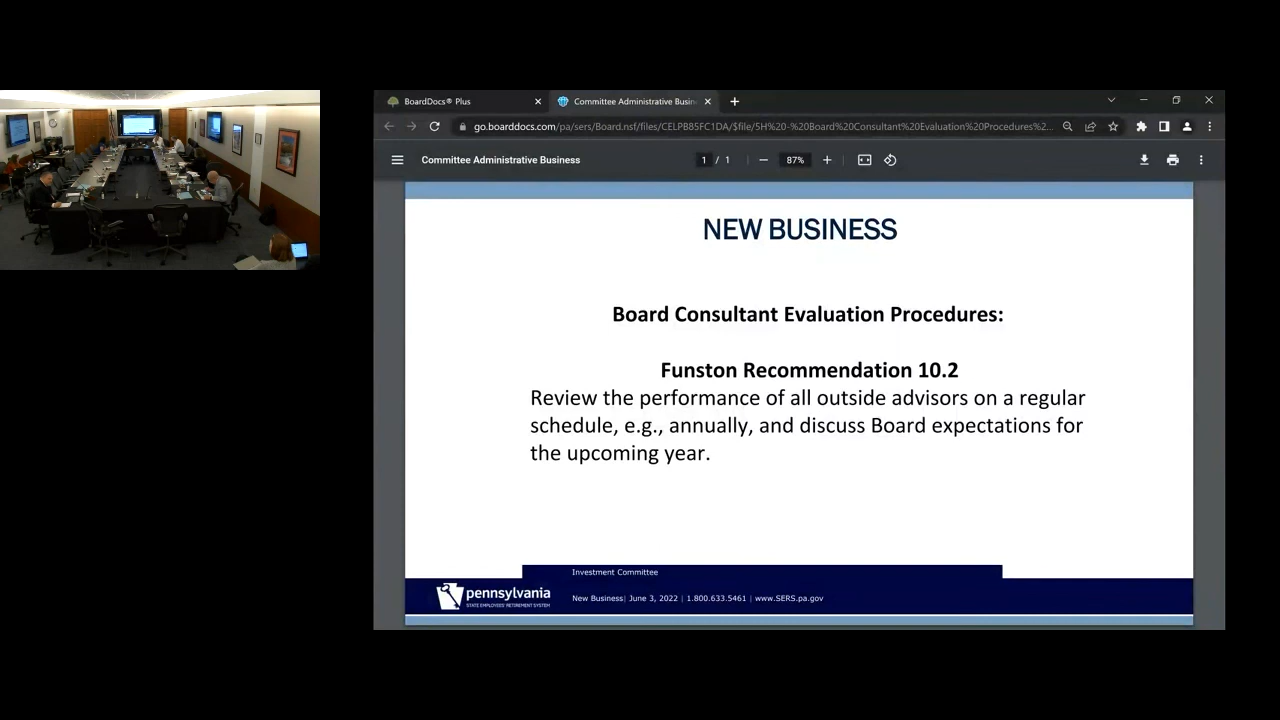 BoardDocs® Plus
Committee Administrative Busin
go.boarddocs.com/pa/sers/Board.nsf/files/CELPB85FC1DA/$file/5H%20-%20Board%20Consultant%20Evaluation%20Procedures%2...
Committee Administrative Business
1 / 1
87%
NEW BUSINESS
Board Consultant Evaluation Procedures:
Funston Recommendation 10.2
Review the performance of all outside advisors on a regular
schedule, e.g., annually, and discuss Board expectations for
the upcoming year.
Investment Committee
pennsylvania
STATE EMPLOYEES' RETIREMENT SYSTEM
New Business| June 3, 2022 | 1.800.633.5461 | www.SERS.pa.gov